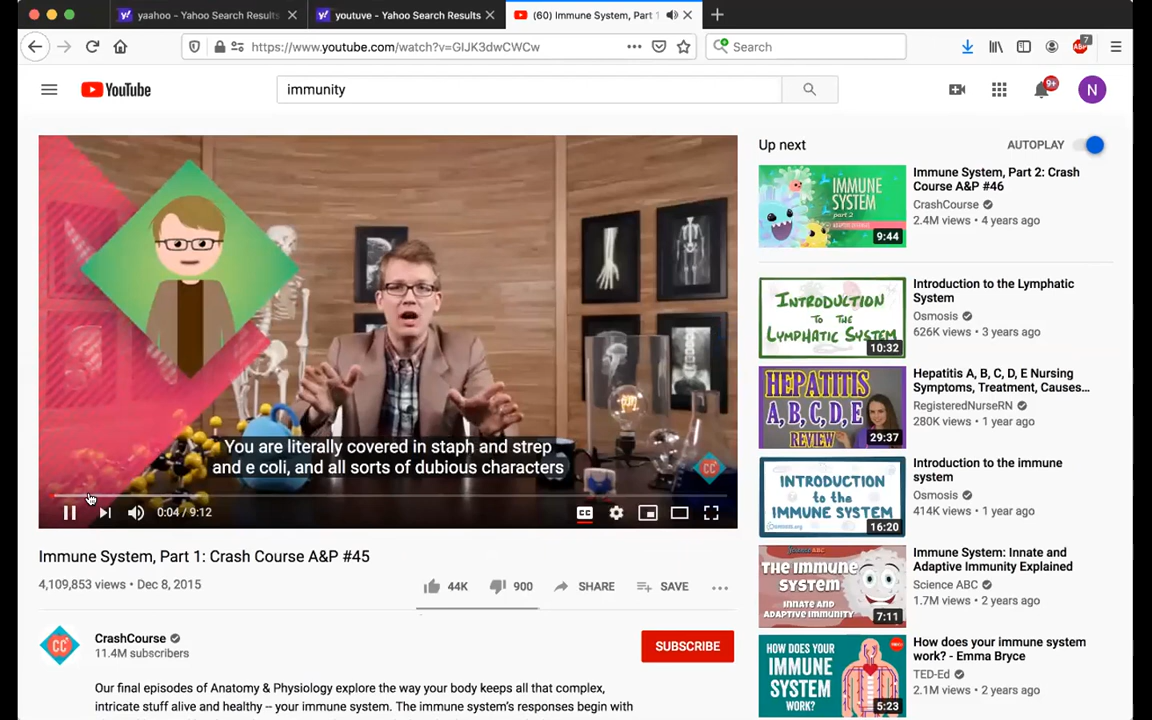 yaahoo - Yahoo Search Results
youtuve - Yahoo Search Results
(60) Immune System, Part 1
https://www.youtube.com/watch?v=GIJK3dwCWCw
Search
ABP
7
YouTube
immunity
9+
N
You are literally covered in staph and strep
and e coli, and all sorts of dubious characters
CC
0:04 / 9:12
CC
Immune System, Part 1: Crash Course A&P #45
4,109,853 views • Dec 8, 2015
44K
900
SHARE
SAVE
CC
CrashCourse
11.4M subscribers
SUBSCRIBE
Our final episodes of Anatomy & Physiology explore the way your body keeps all that complex,
intricate stuff alive and healthy – your immune system. The immune system's responses begin with
Up next
AUTOPLAY
IMMUNE
SYSTEM
part 2
9:44
Immune System, Part 2: Crash
Course A&P #46
CrashCourse
2.4M views • 4 years ago
INTRODUCTION
TO THE
LYMPHATIC SYSTEM
10:32
Introduction to the Lymphatic
System
Osmosis
626K views • 3 years ago
HEPATITIS
A, B, C, D, E
REVIEW
29:37
Hepatitis A, B, C, D, E Nursing
Symptoms, Treatment, Causes...
RegisteredNurseRN
280K views • 1 year ago
INTRODUCTION
to the
IMMUNE SYSTEM
16:20
Introduction to the immune
system
Osmosis
414K views • 1 year ago
THE IMMUNE
SYSTEM
INNATE AND
ADAPTIVE IMMUNITY
7:11
Immune System: Innate and
Adaptive Immunity Explained
Science ABC
1.7M views • 2 years ago
HOW DOES YOUR
IMMUNE
SYSTEM
WORK?
5:23
How does your immune system
work? - Emma Bryce
TED-Ed
2.1M views • 2 years ago